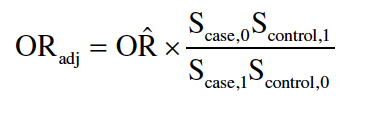 OR_adj = OR̂ × S_case,0 S_control,1 / S_case,1 S_control,0